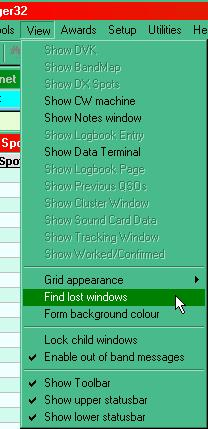 ger32
ols View Awards Setup Utilities He
Show DVK
Show BandMap
Show DX Spots
net
Show CW machine
Show Notes window
Show Logbook Entry
Spo
Show Data Terminal
Spot
Show Logbook Page
Show Previous QSOs
Show Cluster Window
Show Sound Card Data
Show Tracking Window
Show Worked/Confirmed
Grid appearance
Find lost windows
Form background colour
Lock child windows
Enable out of band messages
Show Toolbar
Show upper statusbar
Show lower statusbar